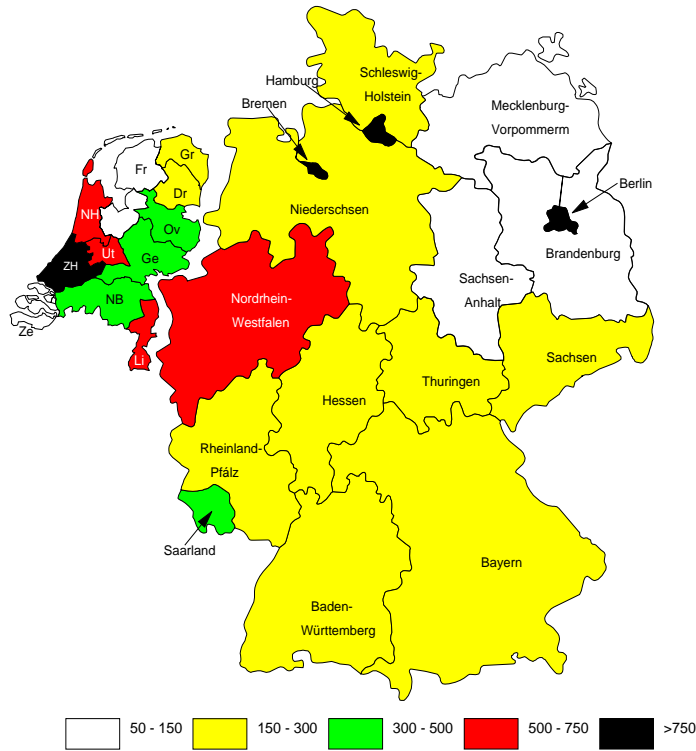 Schleswig-
Holstein
Hamburg
Bremen
Mecklenburg-
Vorpommerm
Gr
Fr
Dr
Berlin
NH
Niederschsen
Ov
Ut
Ge
Brandenburg
ZH
Sachsen-
Anhalt
NB
Nordrhein-
Westfalen
Ze
Li
Sachsen
Thuringen
Hessen
Rheinland-
Pfálz
Saarland
Bayern
Baden-
Württemberg
50 - 150
150 - 300
300 - 500
500 - 750
>750